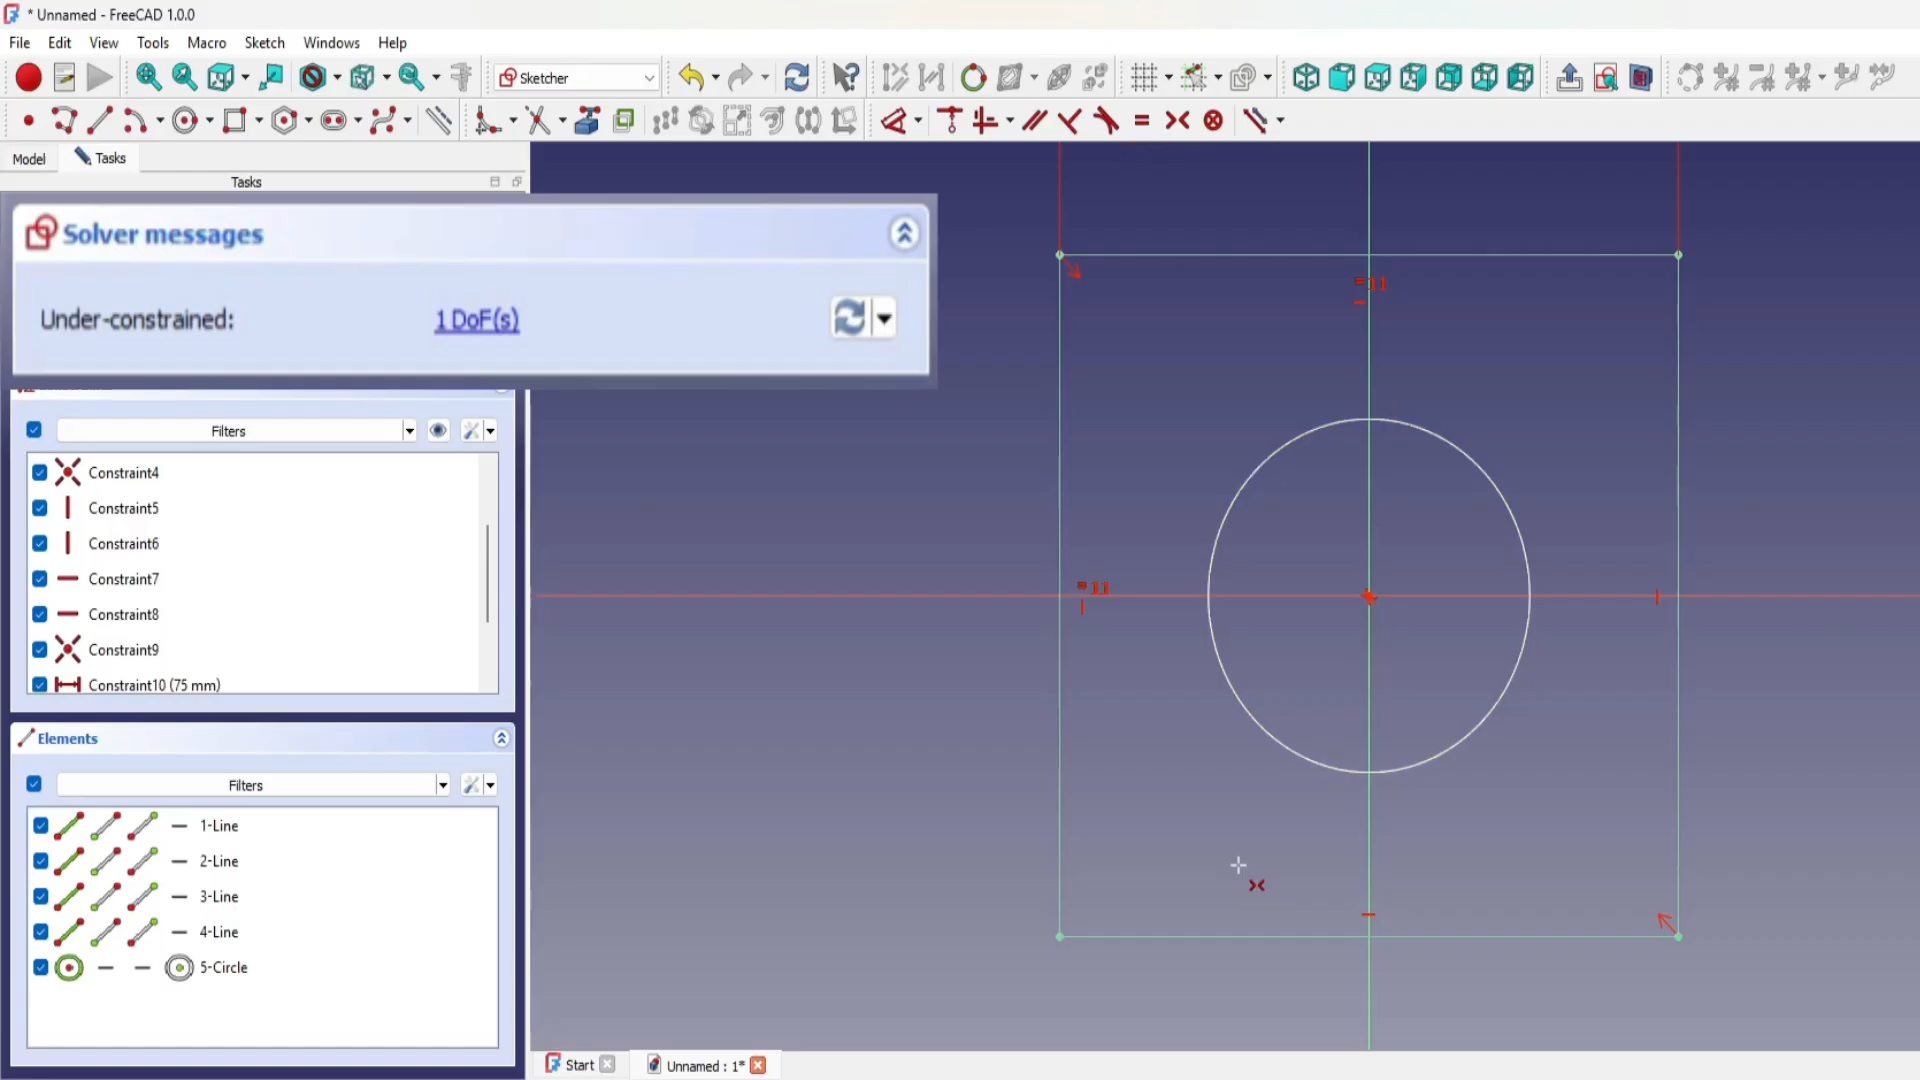 * Unnamed - FreeCAD 1.0.0
File Edit View Tools Macro Sketch Windows Help
Sketcher
Model Tasks
Tasks
Solver messages
Under-constrained: 1 DoF(s)
Filters
Constraint4
Constraint5
Constraint6
Constraint7
Constraint8
Constraint9
Constraint10 (75 mm)
Elements
Filters
1-Line
2-Line
3-Line
4-Line
5-Circle
11
11
Start Unnamed : 1*